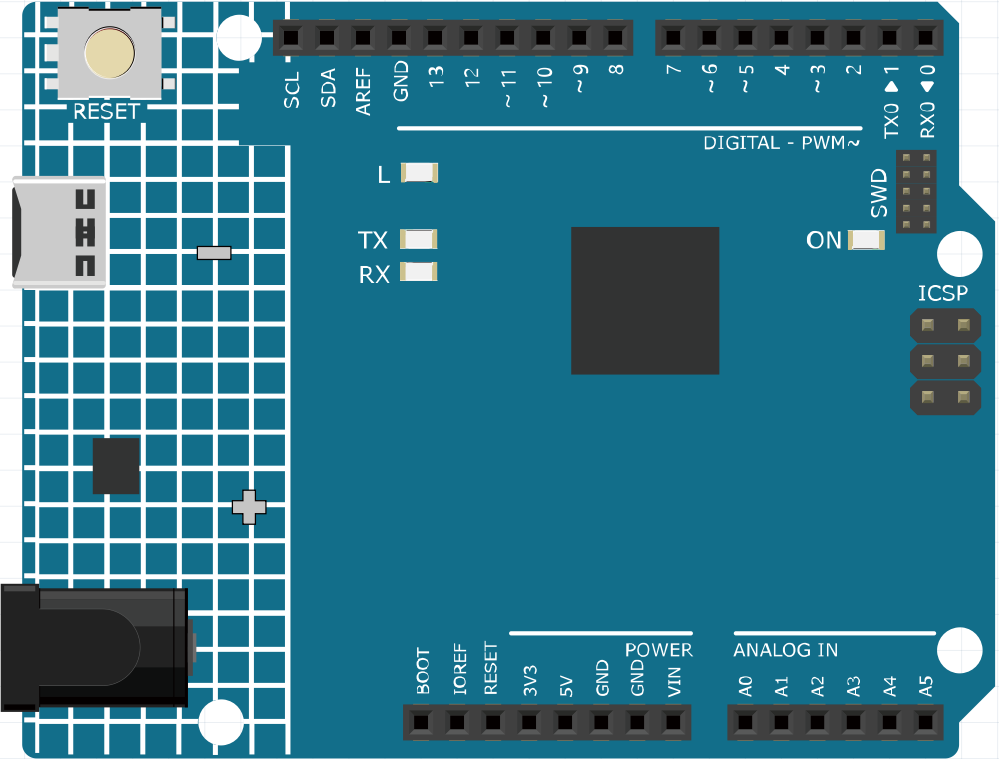 RESET
SCL
SDA
AREF
GND
13
12
~11
~10
~9
8
7
~6
~5
4
~3
2
TX0 ▶ 1
RX0 ◀ 0
DIGITAL - PWM~
L
TX
RX
SWD
ON
ICSP
POWER
ANALOG IN
BOOT
IOREF
RESET
3V3
5V
GND
GND
VIN
A0
A1
A2
A3
A4
A5